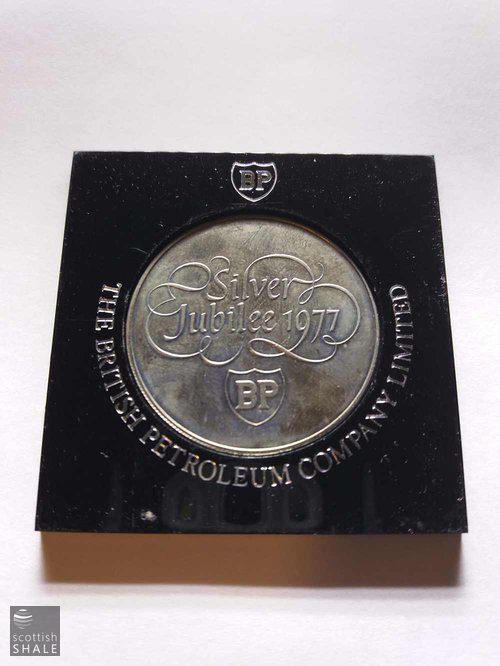 BP
Silver
Jubilee 1977
BP
THE BRITISH PETROLEUM COMPANY LIMITED
scottish
SHALE